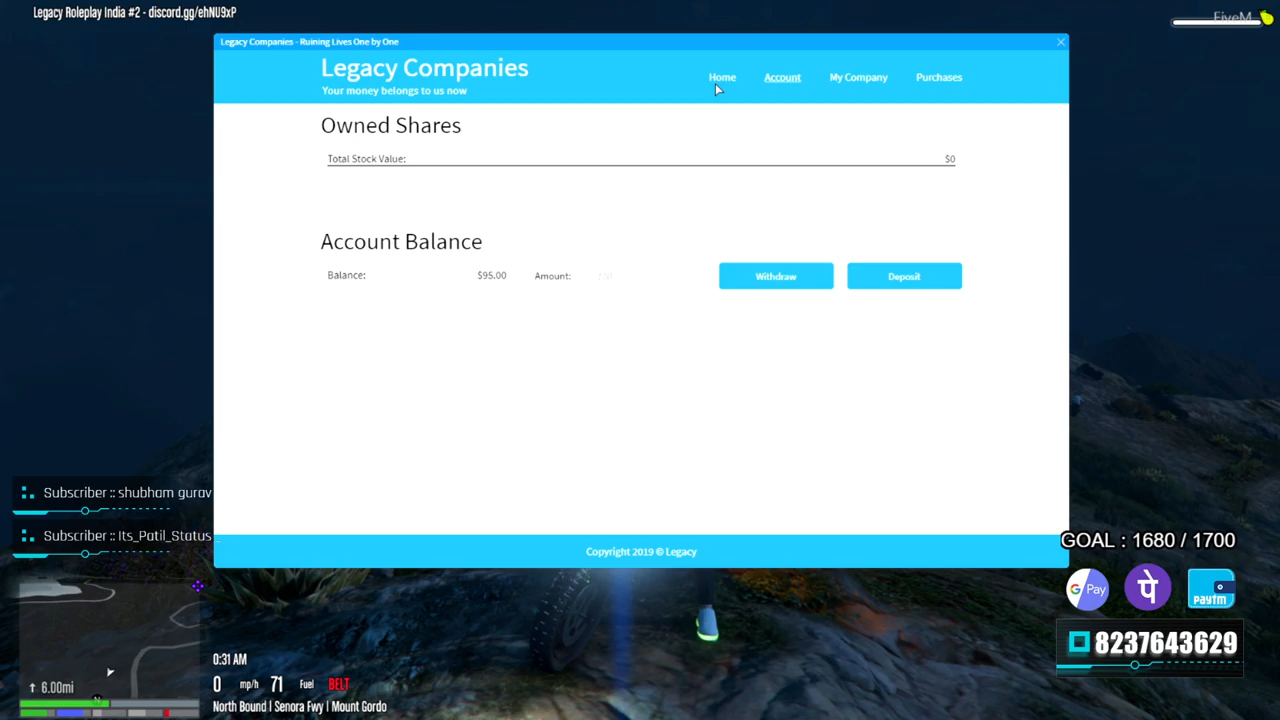 Legacy Roleplay India #2 - discord.gg/ehNU9xP
FiveM
Legacy Companies - Ruining Lives One by One
Legacy Companies
Your money belongs to us now
Home Account My Company Purchases
Owned Shares
Total Stock Value: $0
Account Balance
Balance: $95.00 Amount: Withdraw Deposit
Copyright 2019 © Legacy
Subscriber :: shubham gurav
Subscriber :: Its_Patil_Status
GOAL : 1680 / 1700
G Pay
पे
Paytm
8237643629
6.00mi
N
0:31 AM
0 mp/h 71 Fuel BELT
North Bound | Senora Fwy | Mount Gordo